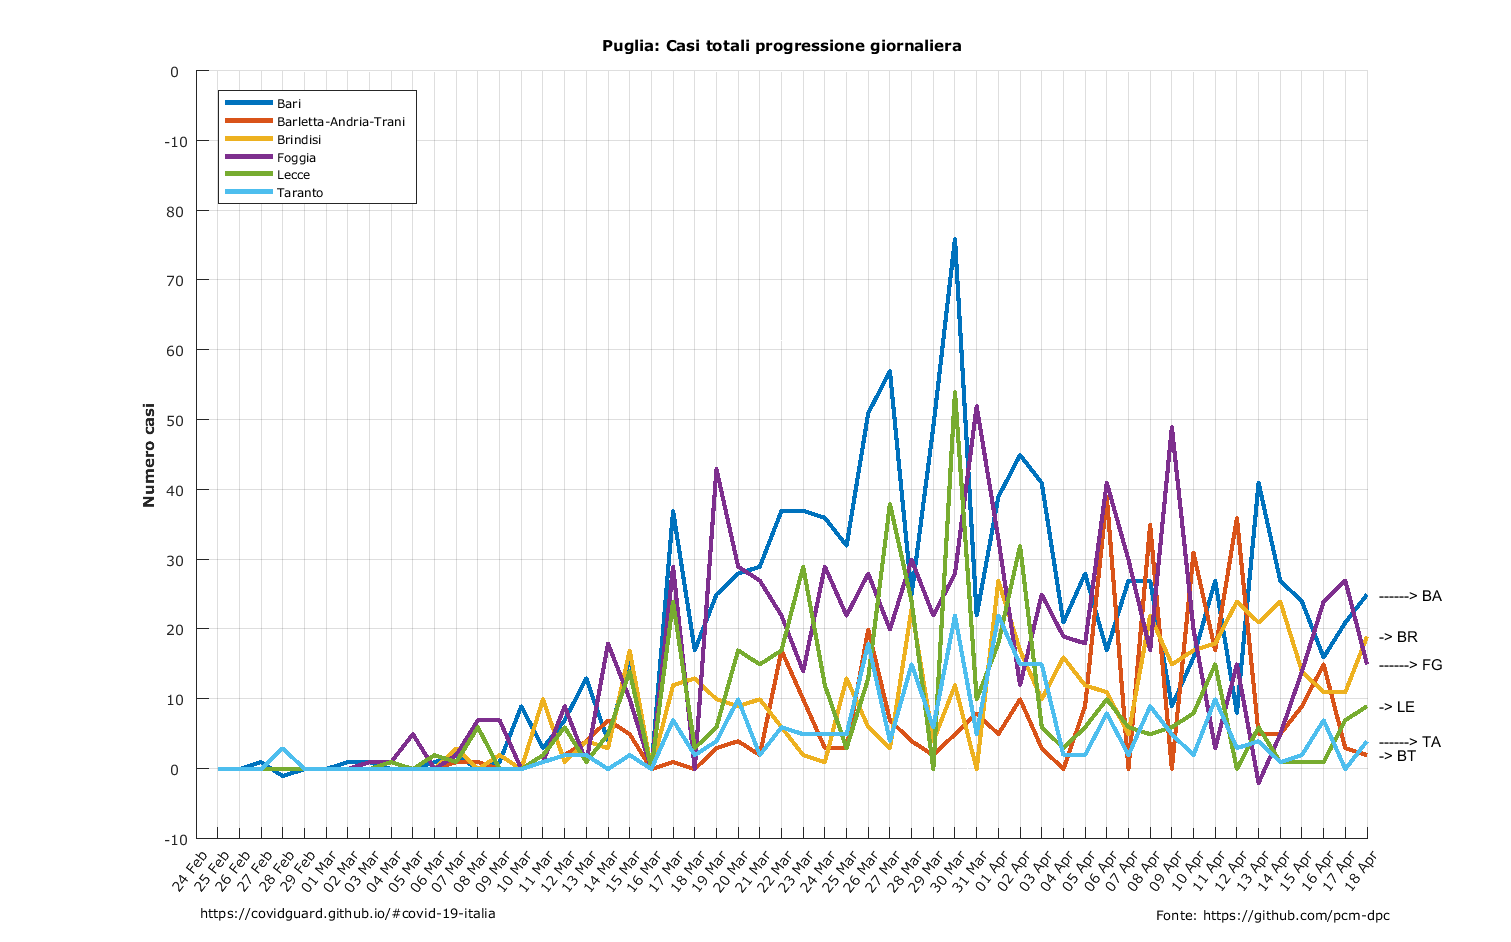 Puglia: Casi totali progressione giornaliera
0
-10
80
70
60
50
40
30
20
10
0
-10
Numero casi
Bari
Barletta-Andria-Trani
Brindisi
Foggia
Lecce
Taranto
------> BA
-> BR
------> FG
-> LE
------> TA
-> BT
24 Feb
25 Feb
26 Feb
27 Feb
28 Feb
29 Feb
01 Mar
02 Mar
03 Mar
04 Mar
05 Mar
06 Mar
07 Mar
08 Mar
09 Mar
10 Mar
11 Mar
12 Mar
13 Mar
14 Mar
15 Mar
16 Mar
17 Mar
18 Mar
19 Mar
20 Mar
21 Mar
22 Mar
23 Mar
24 Mar
25 Mar
26 Mar
27 Mar
28 Mar
29 Mar
30 Mar
31 Mar
01 Apr
02 Apr
03 Apr
04 Apr
05 Apr
06 Apr
07 Apr
08 Apr
09 Apr
10 Apr
11 Apr
12 Apr
13 Apr
14 Apr
15 Apr
16 Apr
17 Apr
18 Apr
https://covidguard.github.io/#covid-19-italia
Fonte: https://github.com/pcm-dpc